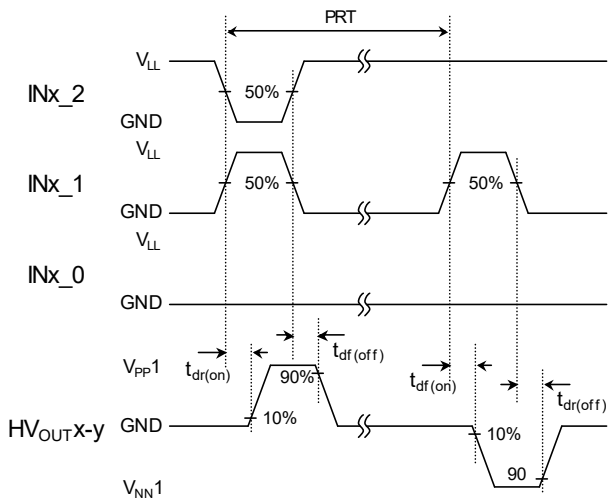 PRT
V_LL
INx_2
50%
GND
V_LL
INx_1
50%
50%
GND
V_LL
INx_0
GND
t_dr(on)
t_df(off)
t_df(on)
t_dr(off)
V_PP1
90%
10%
HV_OUTx-y
GND
10%
90
V_NN1